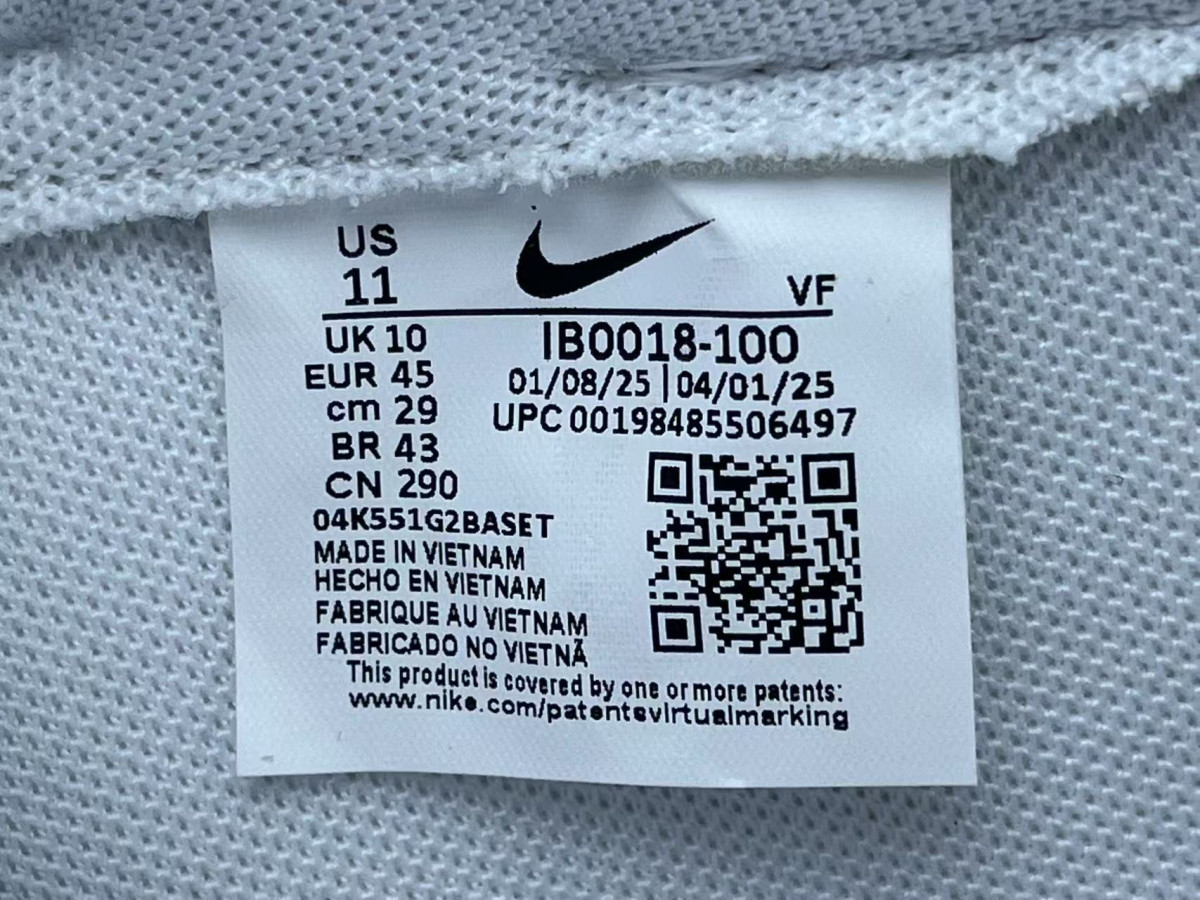 US
11
VF
UK 10
EUR 45
cm 29
BR 43
CN 290
IB0018-100
01/08/25 | 04/01/25
UPC 00198485506497
04K551G2BASET
MADE IN VIETNAM
HECHO EN VIETNAM
FABRIQUE AU VIETNAM
FABRICADO NO VIETNÃ
This product is covered by one or more patents:
www.nike.com/patentsvirtualmarking